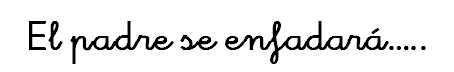 El padre se enfadará.....